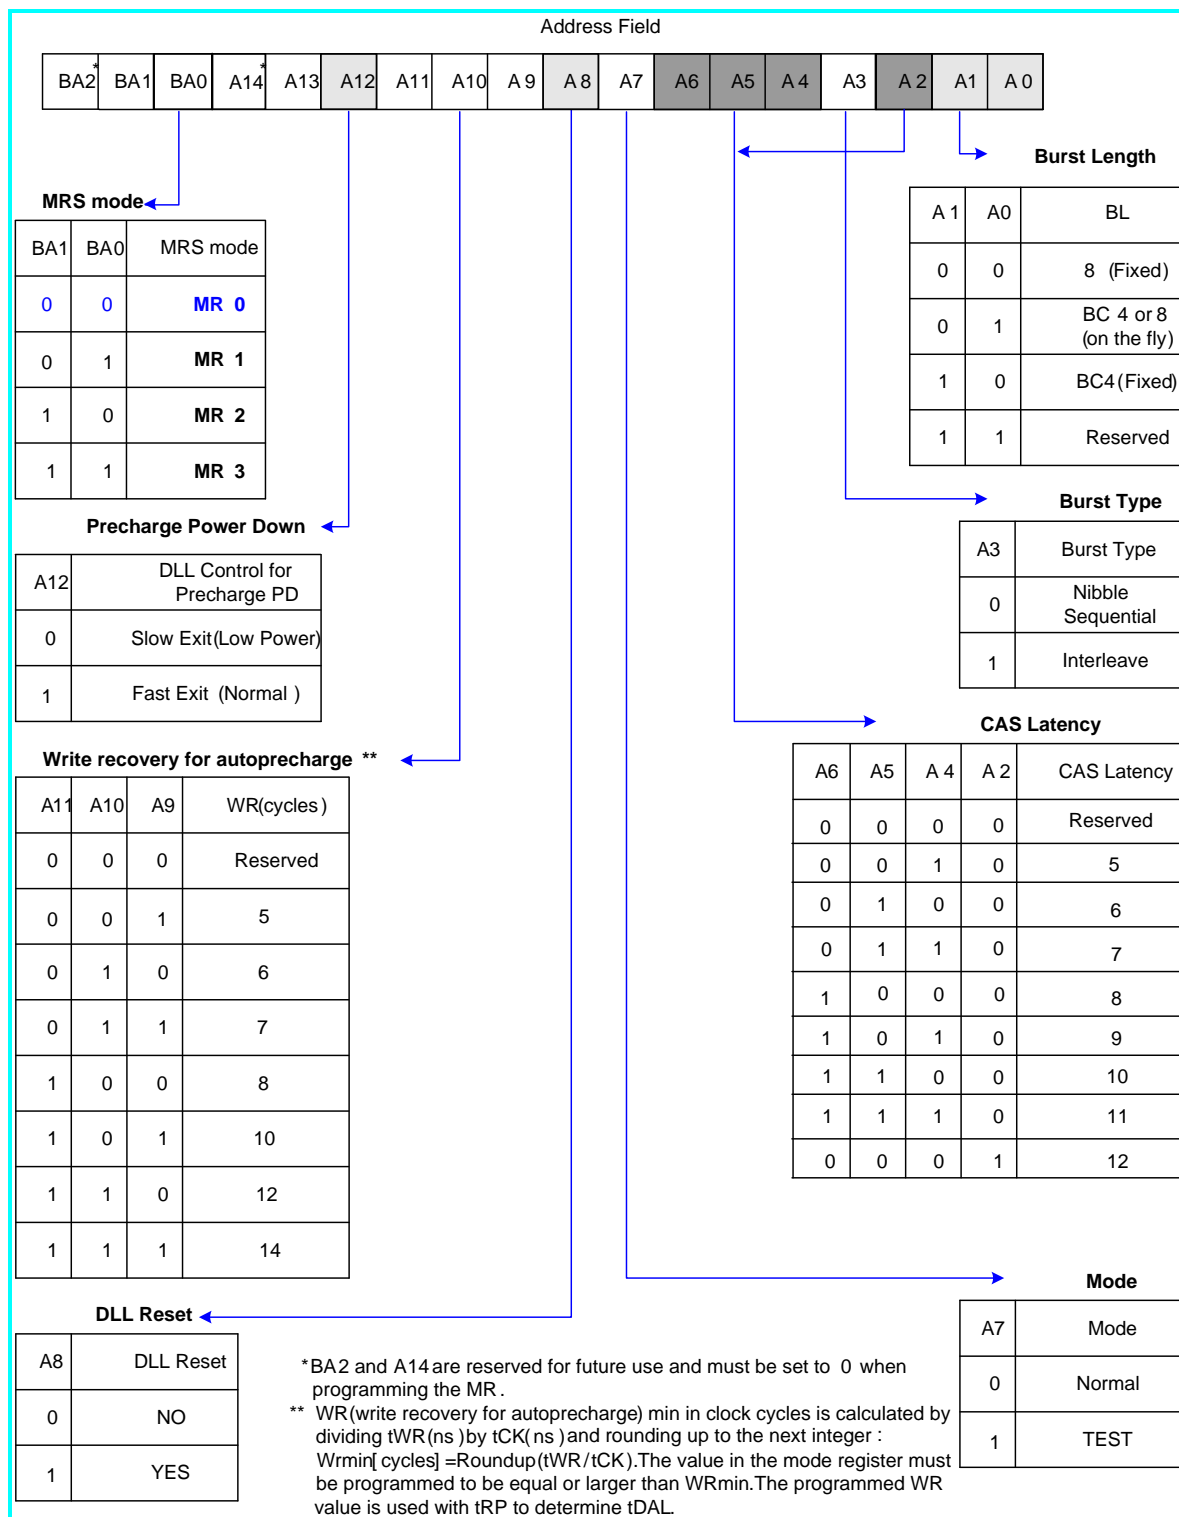 Address Field
BA2* BA1 BA0 A14* A13 A12 A11 A10 A9 A8 A7 A6 A5 A4 A3 A2 A1 A0
Burst Length
A1 A0 BL
0 0 8 (Fixed)
0 1 BC 4 or 8
(on the fly)
1 0 BC4(Fixed)
1 1 Reserved
MRS mode
BA1 BA0 MRS mode
0 0 MR 0
0 1 MR 1
1 0 MR 2
1 1 MR 3
Burst Type
A3 Burst Type
0 Nibble
Sequential
1 Interleave
Precharge Power Down
A12 DLL Control for
Precharge PD
0 Slow Exit(Low Power)
1 Fast Exit (Normal)
CAS Latency
A6 A5 A4 A2 CAS Latency
0 0 0 0 Reserved
0 0 1 0 5
0 1 0 0 6
0 1 1 0 7
1 0 0 0 8
1 0 1 0 9
1 1 0 0 10
1 1 1 0 11
0 0 0 1 12
Write recovery for autoprecharge **
A11 A10 A9 WR(cycles)
0 0 0 Reserved
0 0 1 5
0 1 0 6
0 1 1 7
1 0 0 8
1 0 1 10
1 1 0 12
1 1 1 14
Mode
A7 Mode
0 Normal
1 TEST
DLL Reset
A8 DLL Reset
0 NO
1 YES
*BA2 and A14 are reserved for future use and must be set to 0 when
programming the MR.
** WR(write recovery for autoprecharge) min in clock cycles is calculated by
dividing tWR(ns) by tCK(ns) and rounding up to the next integer :
Wrmin[cycles] =Roundup(tWR/tCK).The value in the mode register must
be programmed to be equal or larger than WRmin.The programmed WR
value is used with tRP to determine tDAL.